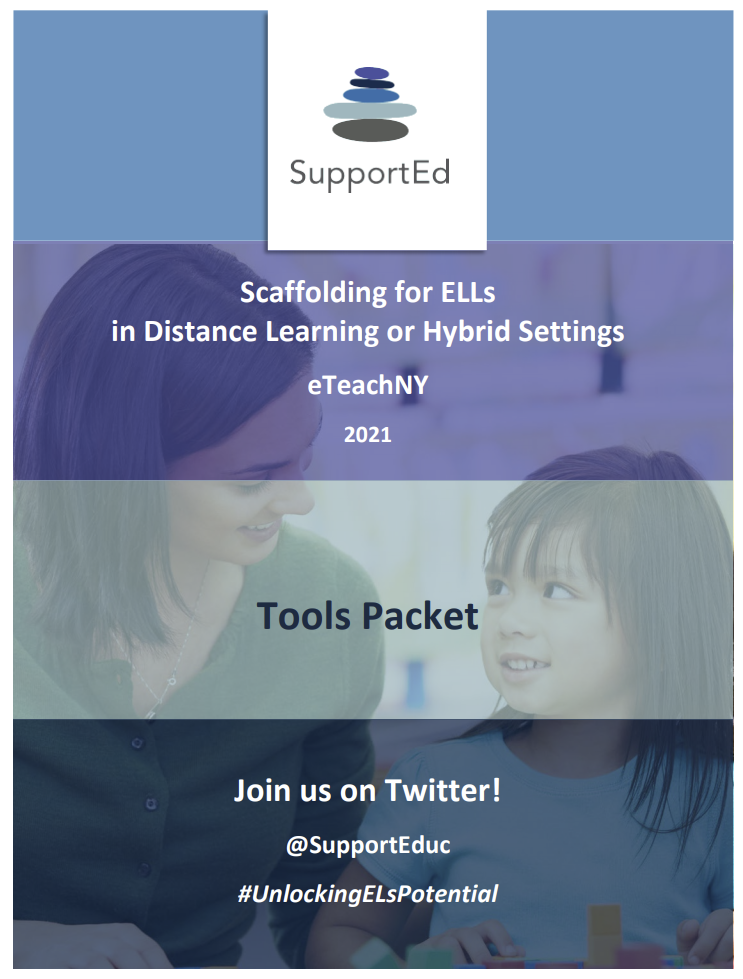 SupportEd
Scaffolding for ELLs
in Distance Learning or Hybrid Settings
eTeachNY
2021
Tools Packet
Join us on Twitter!
@SupportEduc
#UnlockingELsPotential